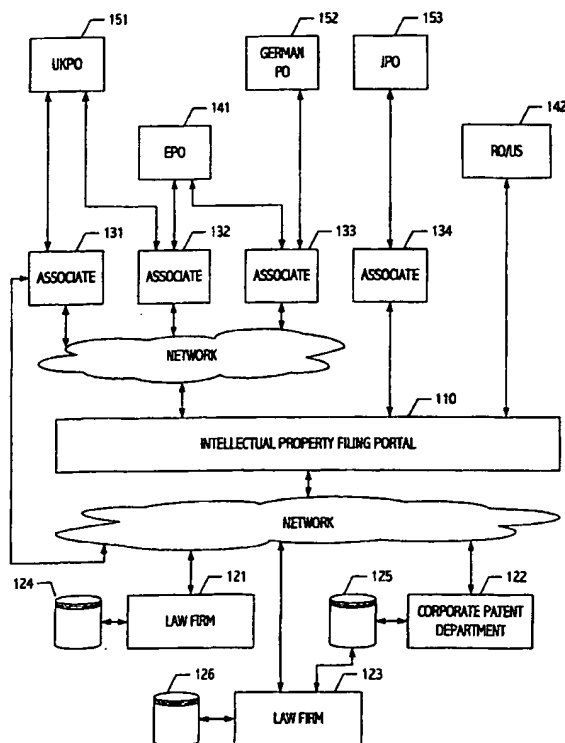 151
152
153
UKPO
GERMAN
PO
JPO
141
142
EPO
RO/US
131
132
133
134
ASSOCIATE
ASSOCIATE
ASSOCIATE
ASSOCIATE
NETWORK
110
INTELLECTUAL PROPERTY FILING PORTAL
NETWORK
124
121
125
122
LAW FIRM
CORPORATE PATENT
DEPARTMENT
126
123
LAW FIRM